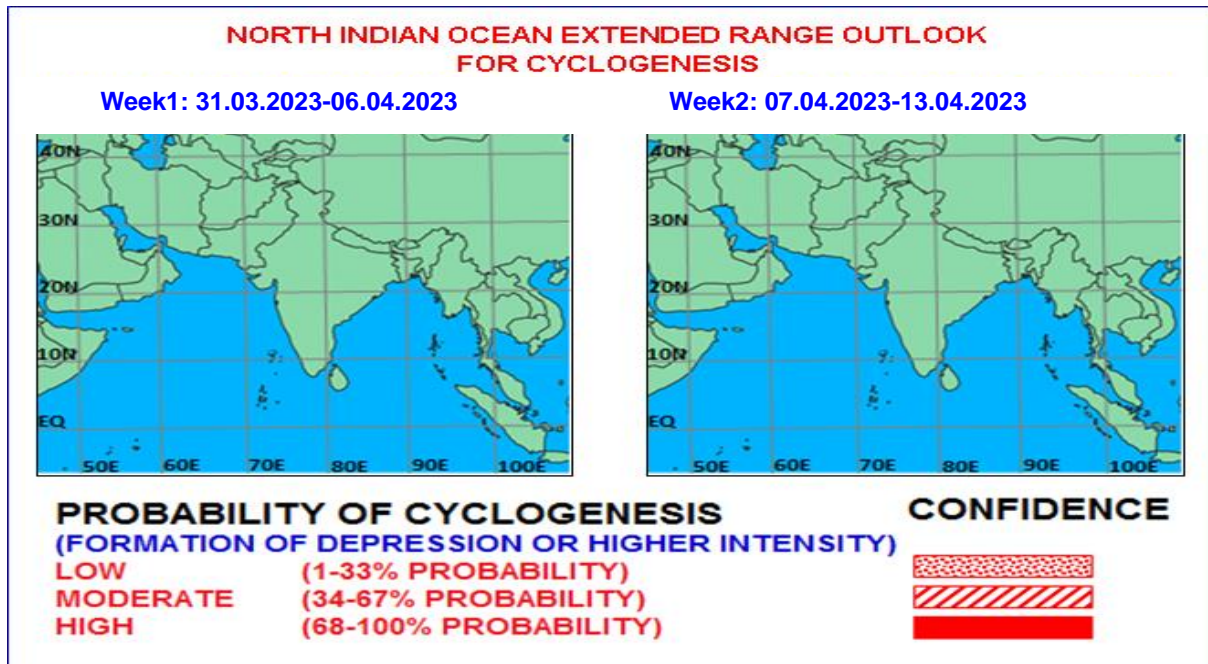 NORTH INDIAN OCEAN EXTENDED RANGE OUTLOOK
FOR CYCLOGENESIS
Week1: 31.03.2023-06.04.2023
Week2: 07.04.2023-13.04.2023
40N
30N
20N
10N
EQ
50E 60E 70E 80E 90E 100E
40N
30N
20N
10N
EQ
50E 60E 70E 80E 90E 100E
PROBABILITY OF CYCLOGENESIS
CONFIDENCE
(FORMATION OF DEPRESSION OR HIGHER INTENSITY)
LOW (1-33% PROBABILITY)
MODERATE (34-67% PROBABILITY)
HIGH (68-100% PROBABILITY)